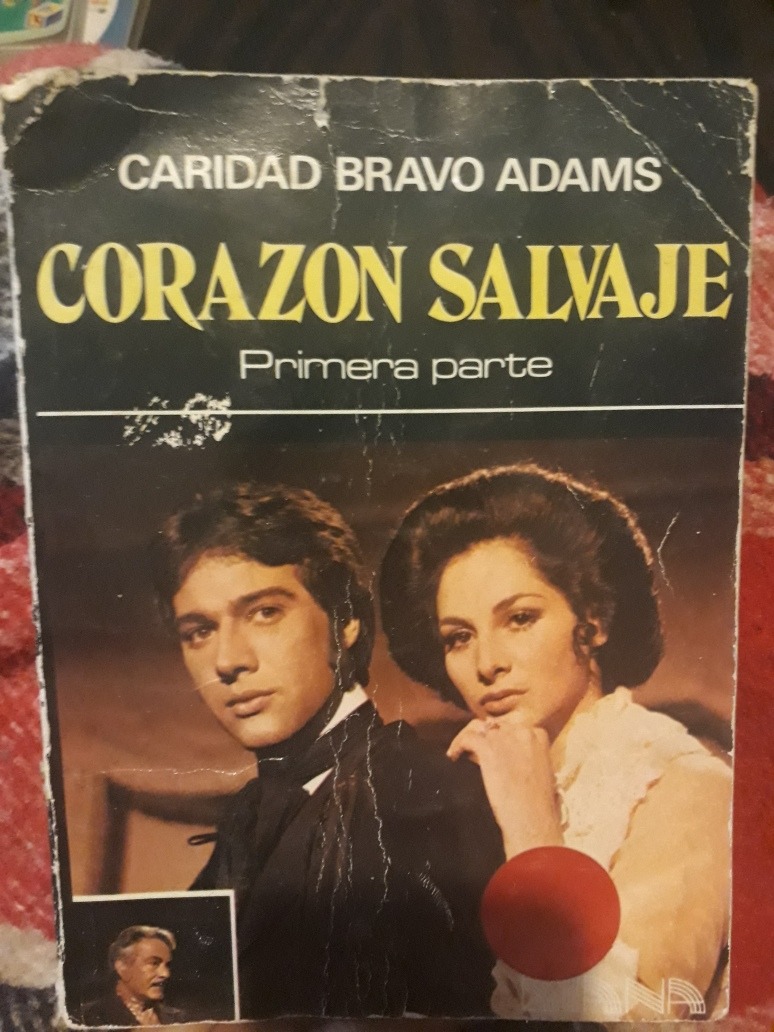 CARIDAD BRAVO ADAMS
CORAZON SALVAJE
Primera parte